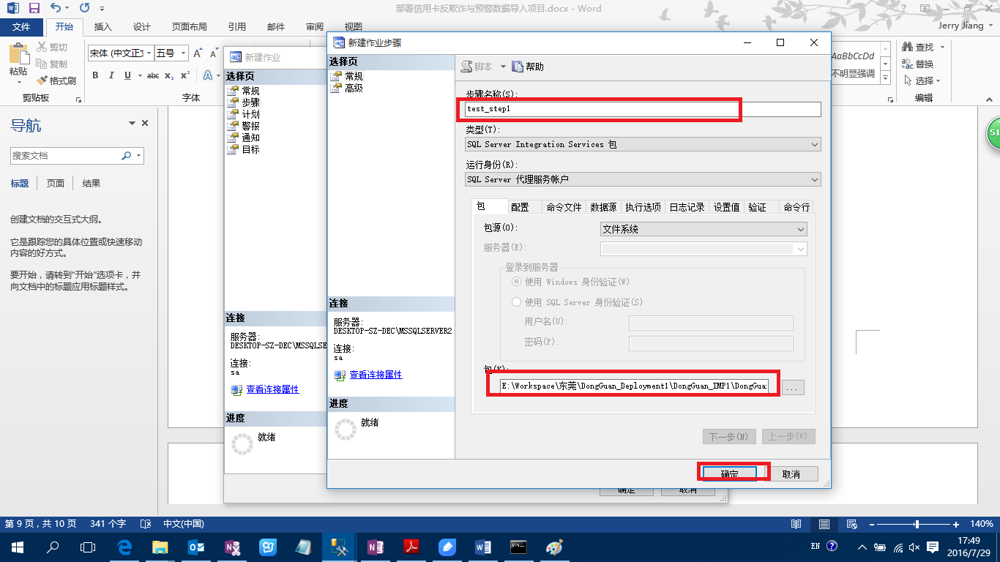 部署信用卡反欺诈与预警数据导入项目.docx - Word
文件 开始 插入 设计 页面布局 引用 邮件 审阅 视图
Jerry Jiang
粘贴
剪切
复制
格式刷
剪贴板
宋体 (中文正文 五号
B I U abc x₂ x² A
字体
AaBbCcDd
不明显强调
查找
替换
选择
编辑
导航
搜索文档
标题 页面 结果
创建文档的交互式大纲。
它是跟踪您的具体位置或快速移动
内容的好方式。
要开始，请转到“开始”选项卡，并
向文档中的标题应用标题样式。
新建作业
选择页
常规
步骤
计划
警报
通知
目标
连接
服务器:
DESKTOP-SZ-DEC\MSSQLSE
连接:
sa
查看连接属性
进度
就绪
确定 取消
新建作业步骤
选择页
常规
高级
连接
服务器:
DESKTOP-SZ-DEC\MSSQLSERVER2
连接:
sa
查看连接属性
进度
就绪
脚本 帮助
步骤名称(S):
test_step1
类型(T):
SQL Server Integration Services 包
运行身份(R):
SQL Server 代理服务帐户
包 配置 命令文件 数据源 执行选项 日志记录 设置值 验证 命令行
包源(O): 文件系统
服务器(E):
登录到服务器
使用 Windows 身份验证(W)
使用 SQL Server 身份验证(S)
用户名(U):
密码(P):
包(K):
E:\Workspace\东莞\DongGuan_Deployment1\DongGuan_IMP1\DongGua
...
下一步(N) 上一步(V)
确定 取消
51
第 9 页，共 10 页 341 个字 中文(中国)
140%
EN
17:49
2016/7/29